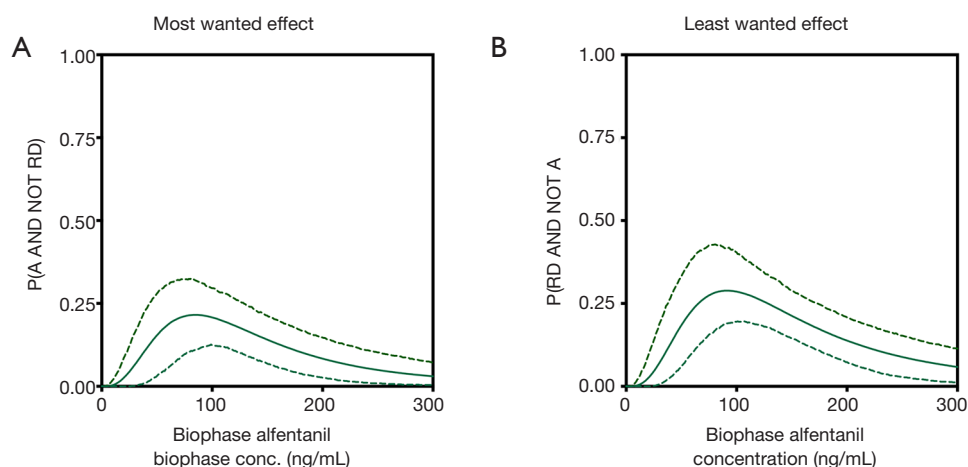 Most wanted effect
A
P(A AND NOT RD)
1.00
0.75
0.50
0.25
0.00
0
100
200
300
Biophase alfentanil
biophase conc. (ng/mL)
Least wanted effect
B
P(RD AND NOT A
1.00
0.75
0.50
0.25
0.00
0
100
200
300
Biophase alfentanil
concentration (ng/mL)